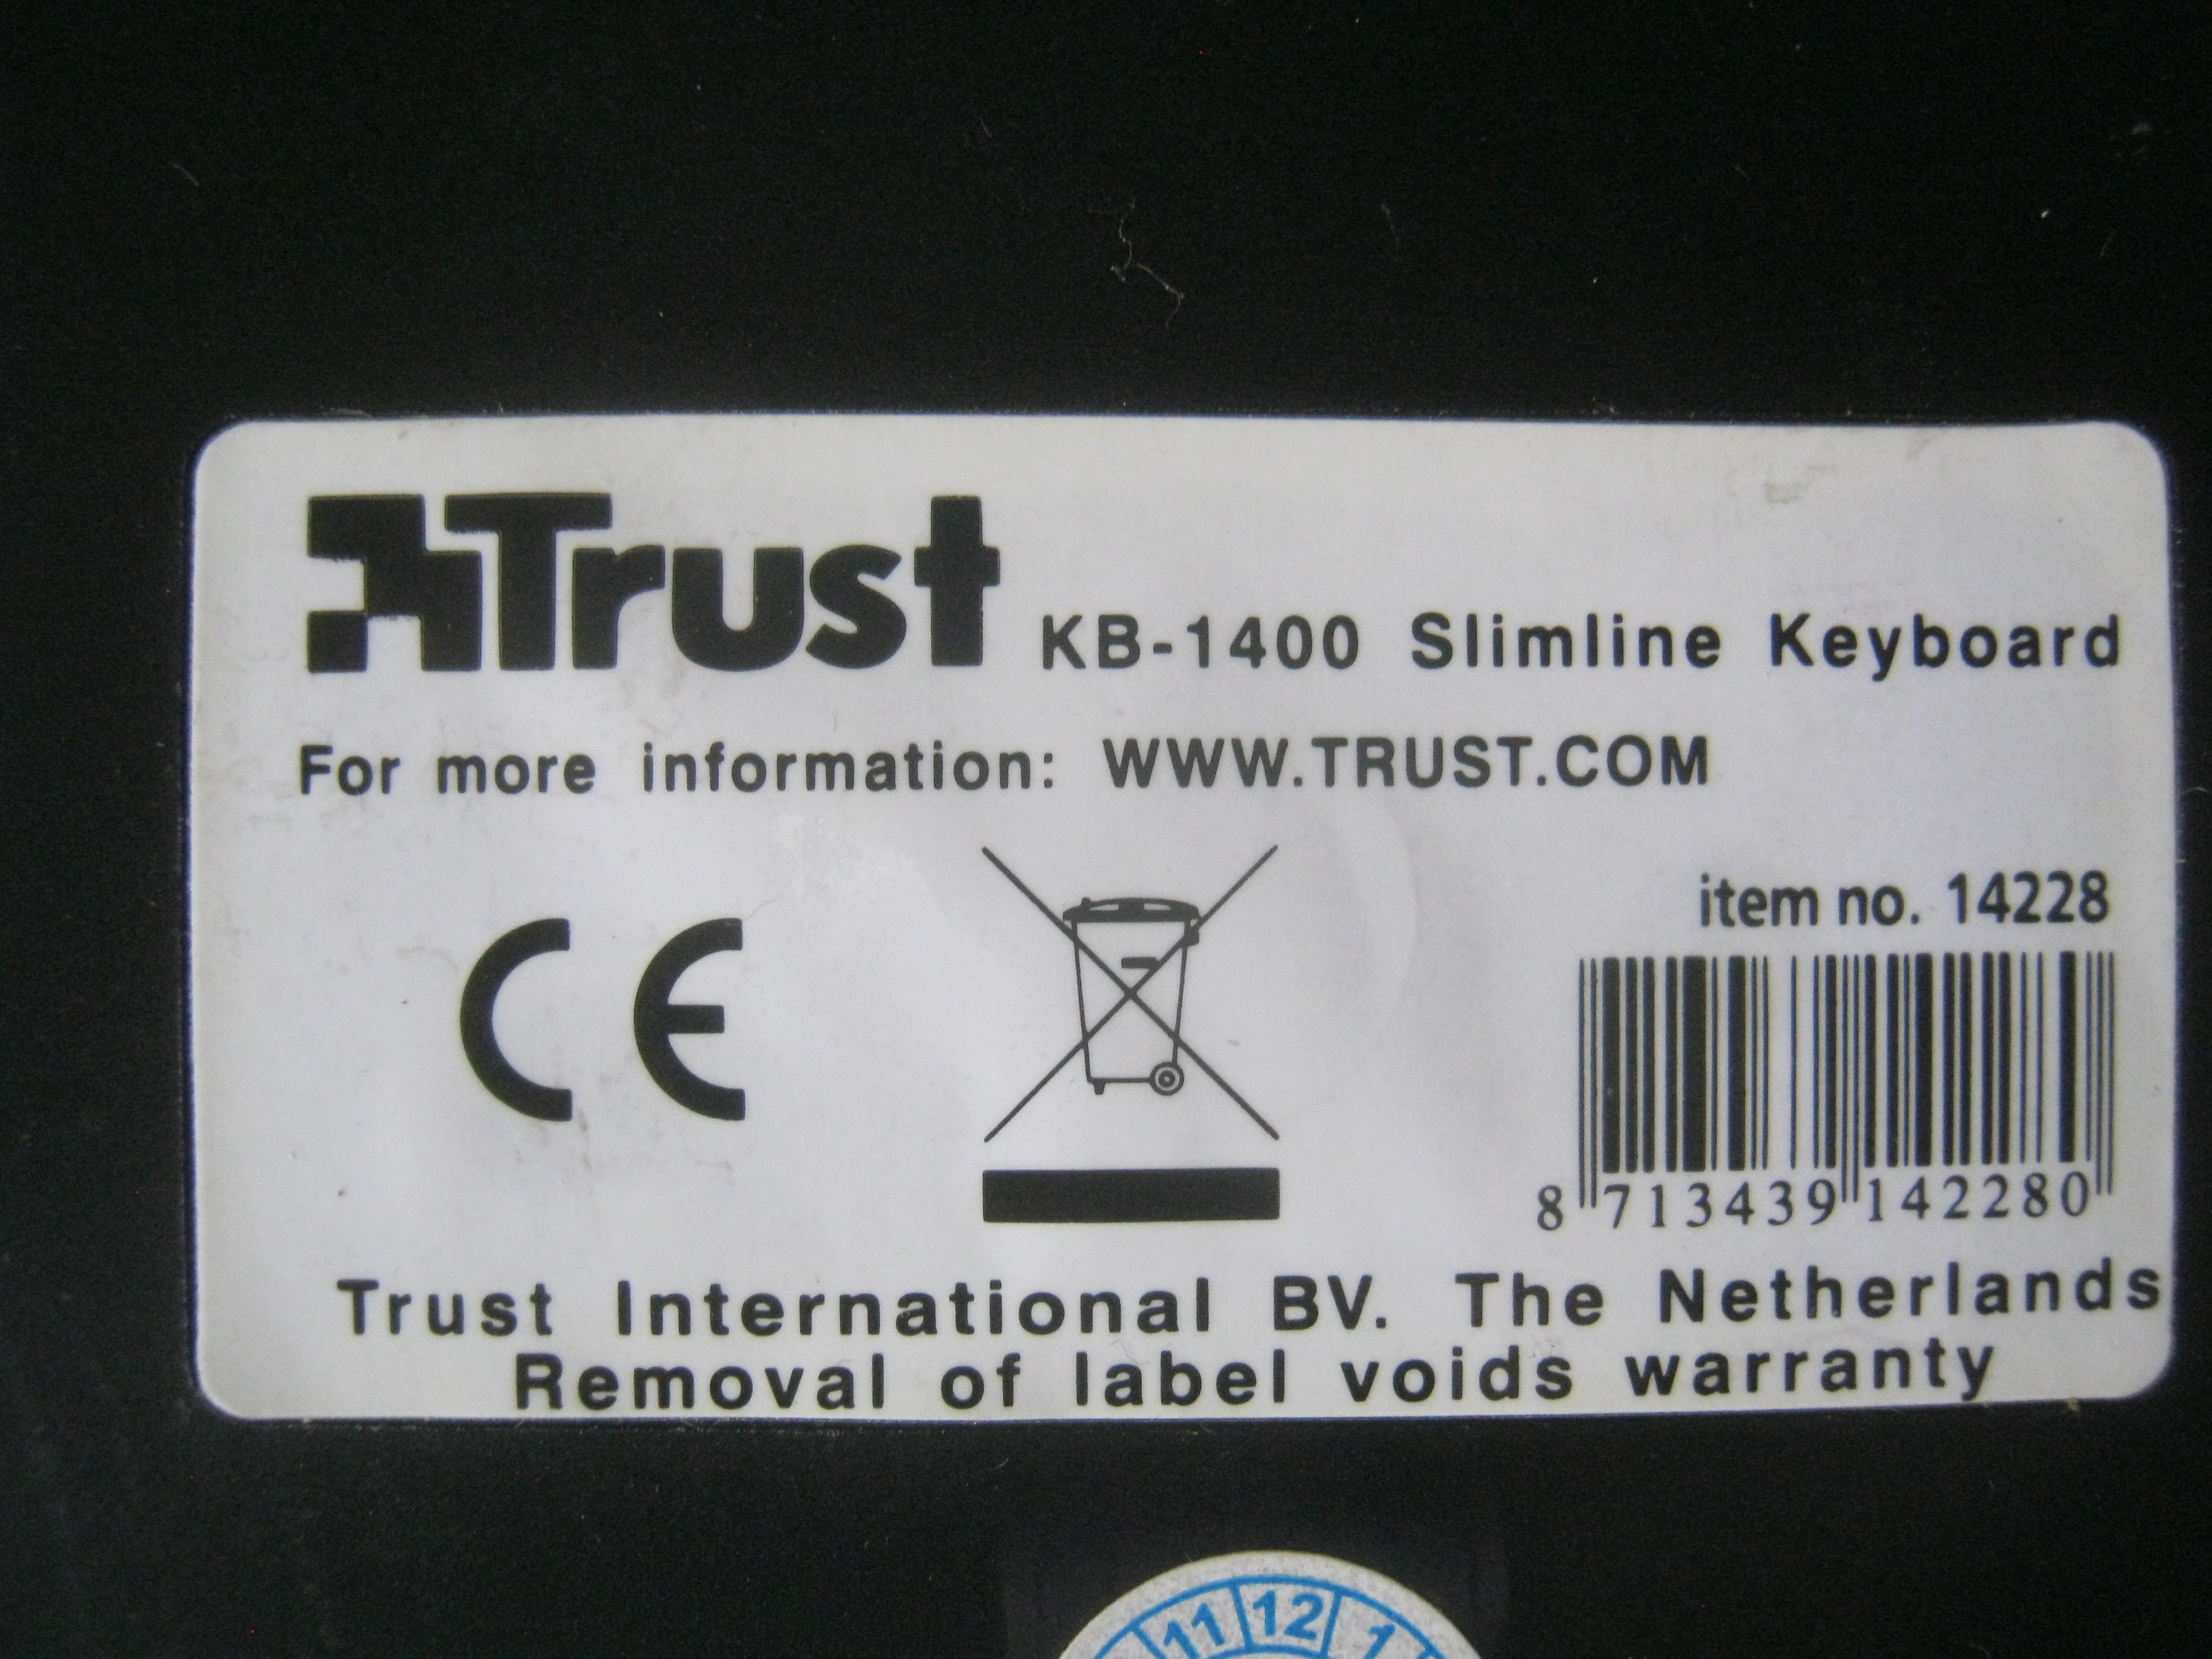 Trust KB-1400 Slimline Keyboard
For more information: WWW.TRUST.COM
CE
item no. 14228
8 713439 142280
Trust International BV. The Netherlands
Removal of label voids warranty
11 12 1